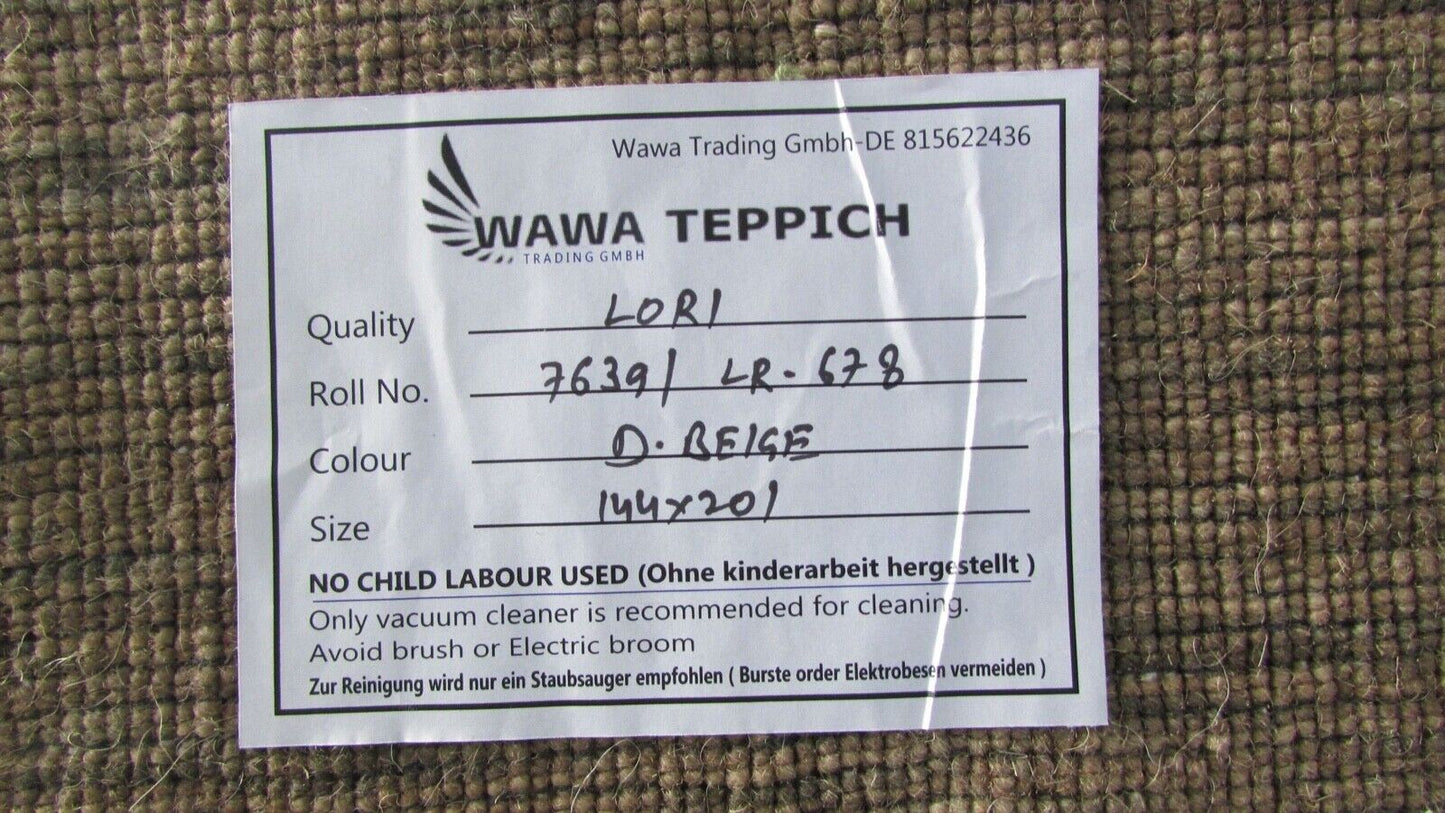 Wawa Trading Gmbh-DE 815622436
WAWA TEPPICH
TRADING GMBH
Quality LORI
Roll No. 7639/ LR-678
Colour D. BEIGE
Size 144x201
NO CHILD LABOUR USED (Ohne kinderarbeit hergestellt )
Only vacuum cleaner is recommended for cleaning.
Avoid brush or Electric broom
Zur Reinigung wird nur ein Staubsauger empfohlen ( Burste order Elektrobesen vermeiden )